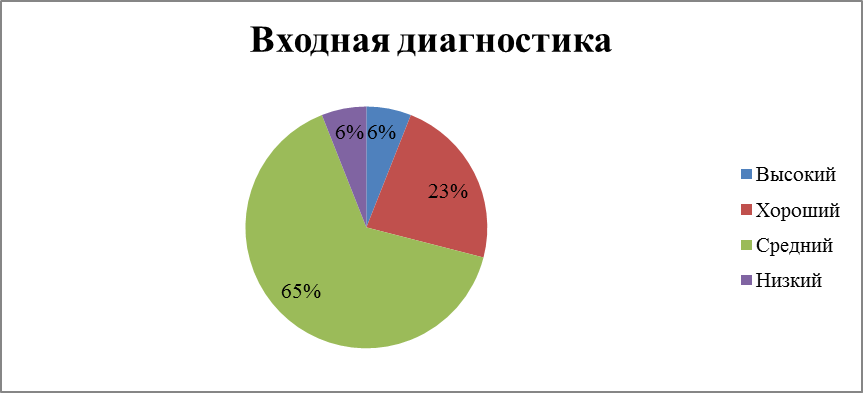 Входная диагностика
6%
6%
23%
65%
Высокий
Хороший
Средний
Низкий